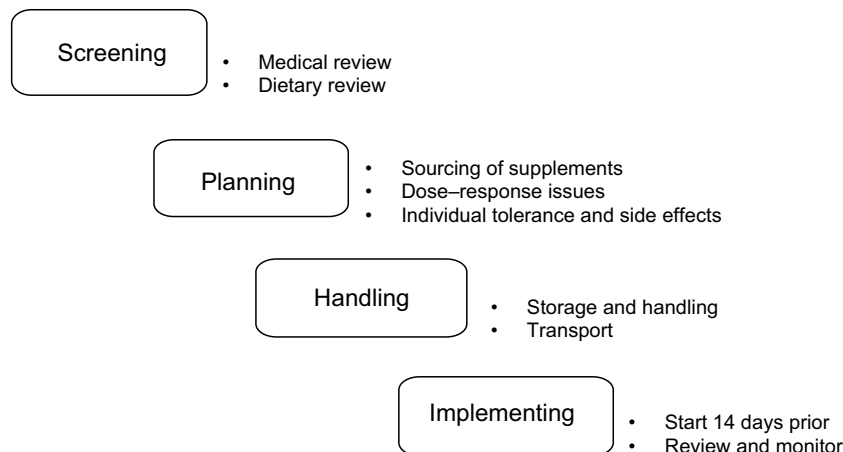 Screening
• Medical review
• Dietary review
Planning
• Sourcing of supplements
• Dose–response issues
• Individual tolerance and side effects
Handling
• Storage and handling
• Transport
Implementing
• Start 14 days prior
• Review and monitor